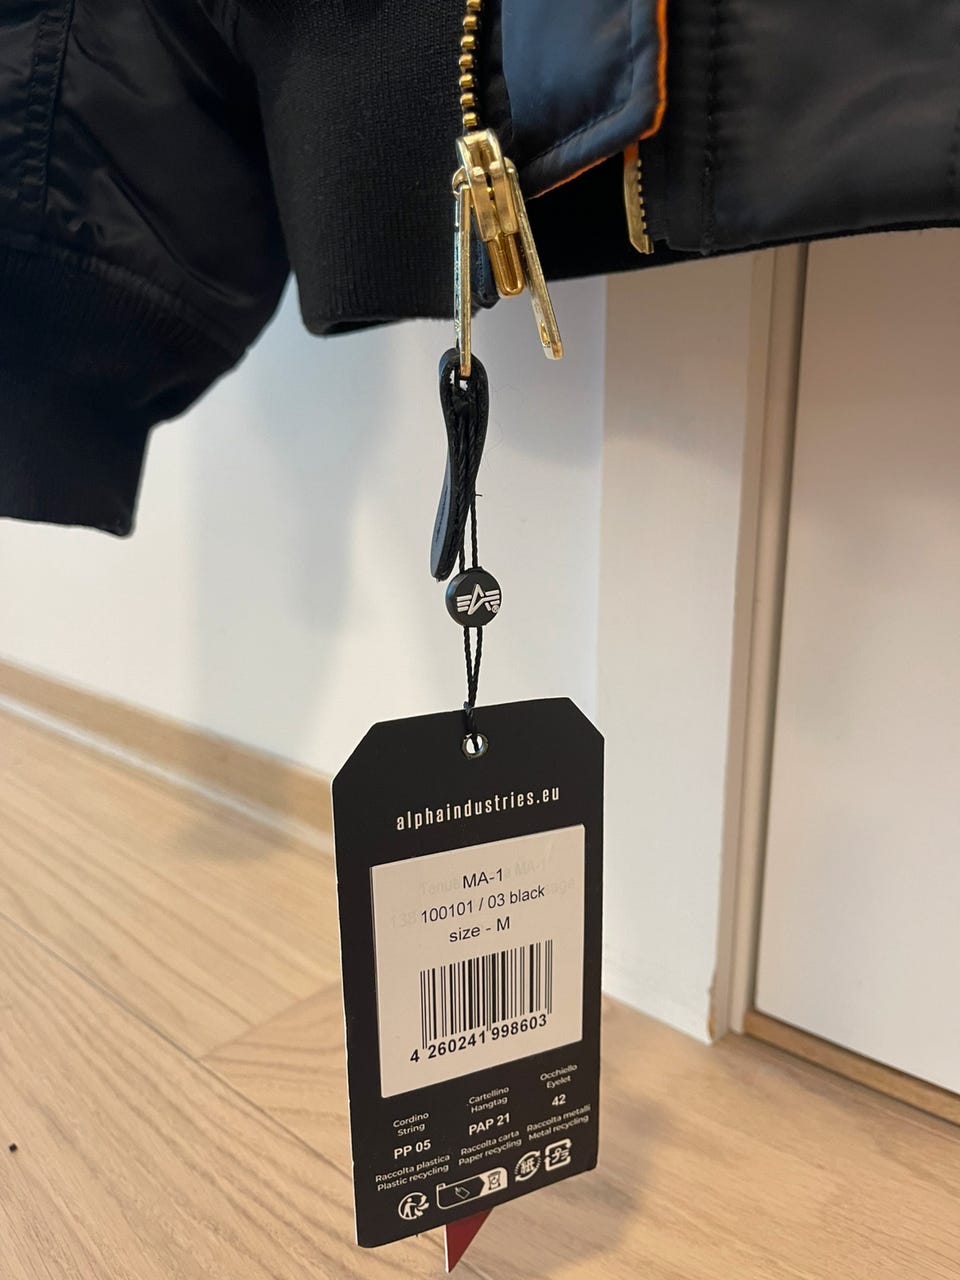 alphaindustries.eu
MA-1
100101 / 03 black
size - M
4 260241 998603
Cordino
String
PP 05
Raccolta plastica
Plastic recycling
Cartellino
Hangtag
PAP 21
Raccolta carta
Paper recycling
Occhiello
Eyelet
42
Raccolta metalli
Metal recycling